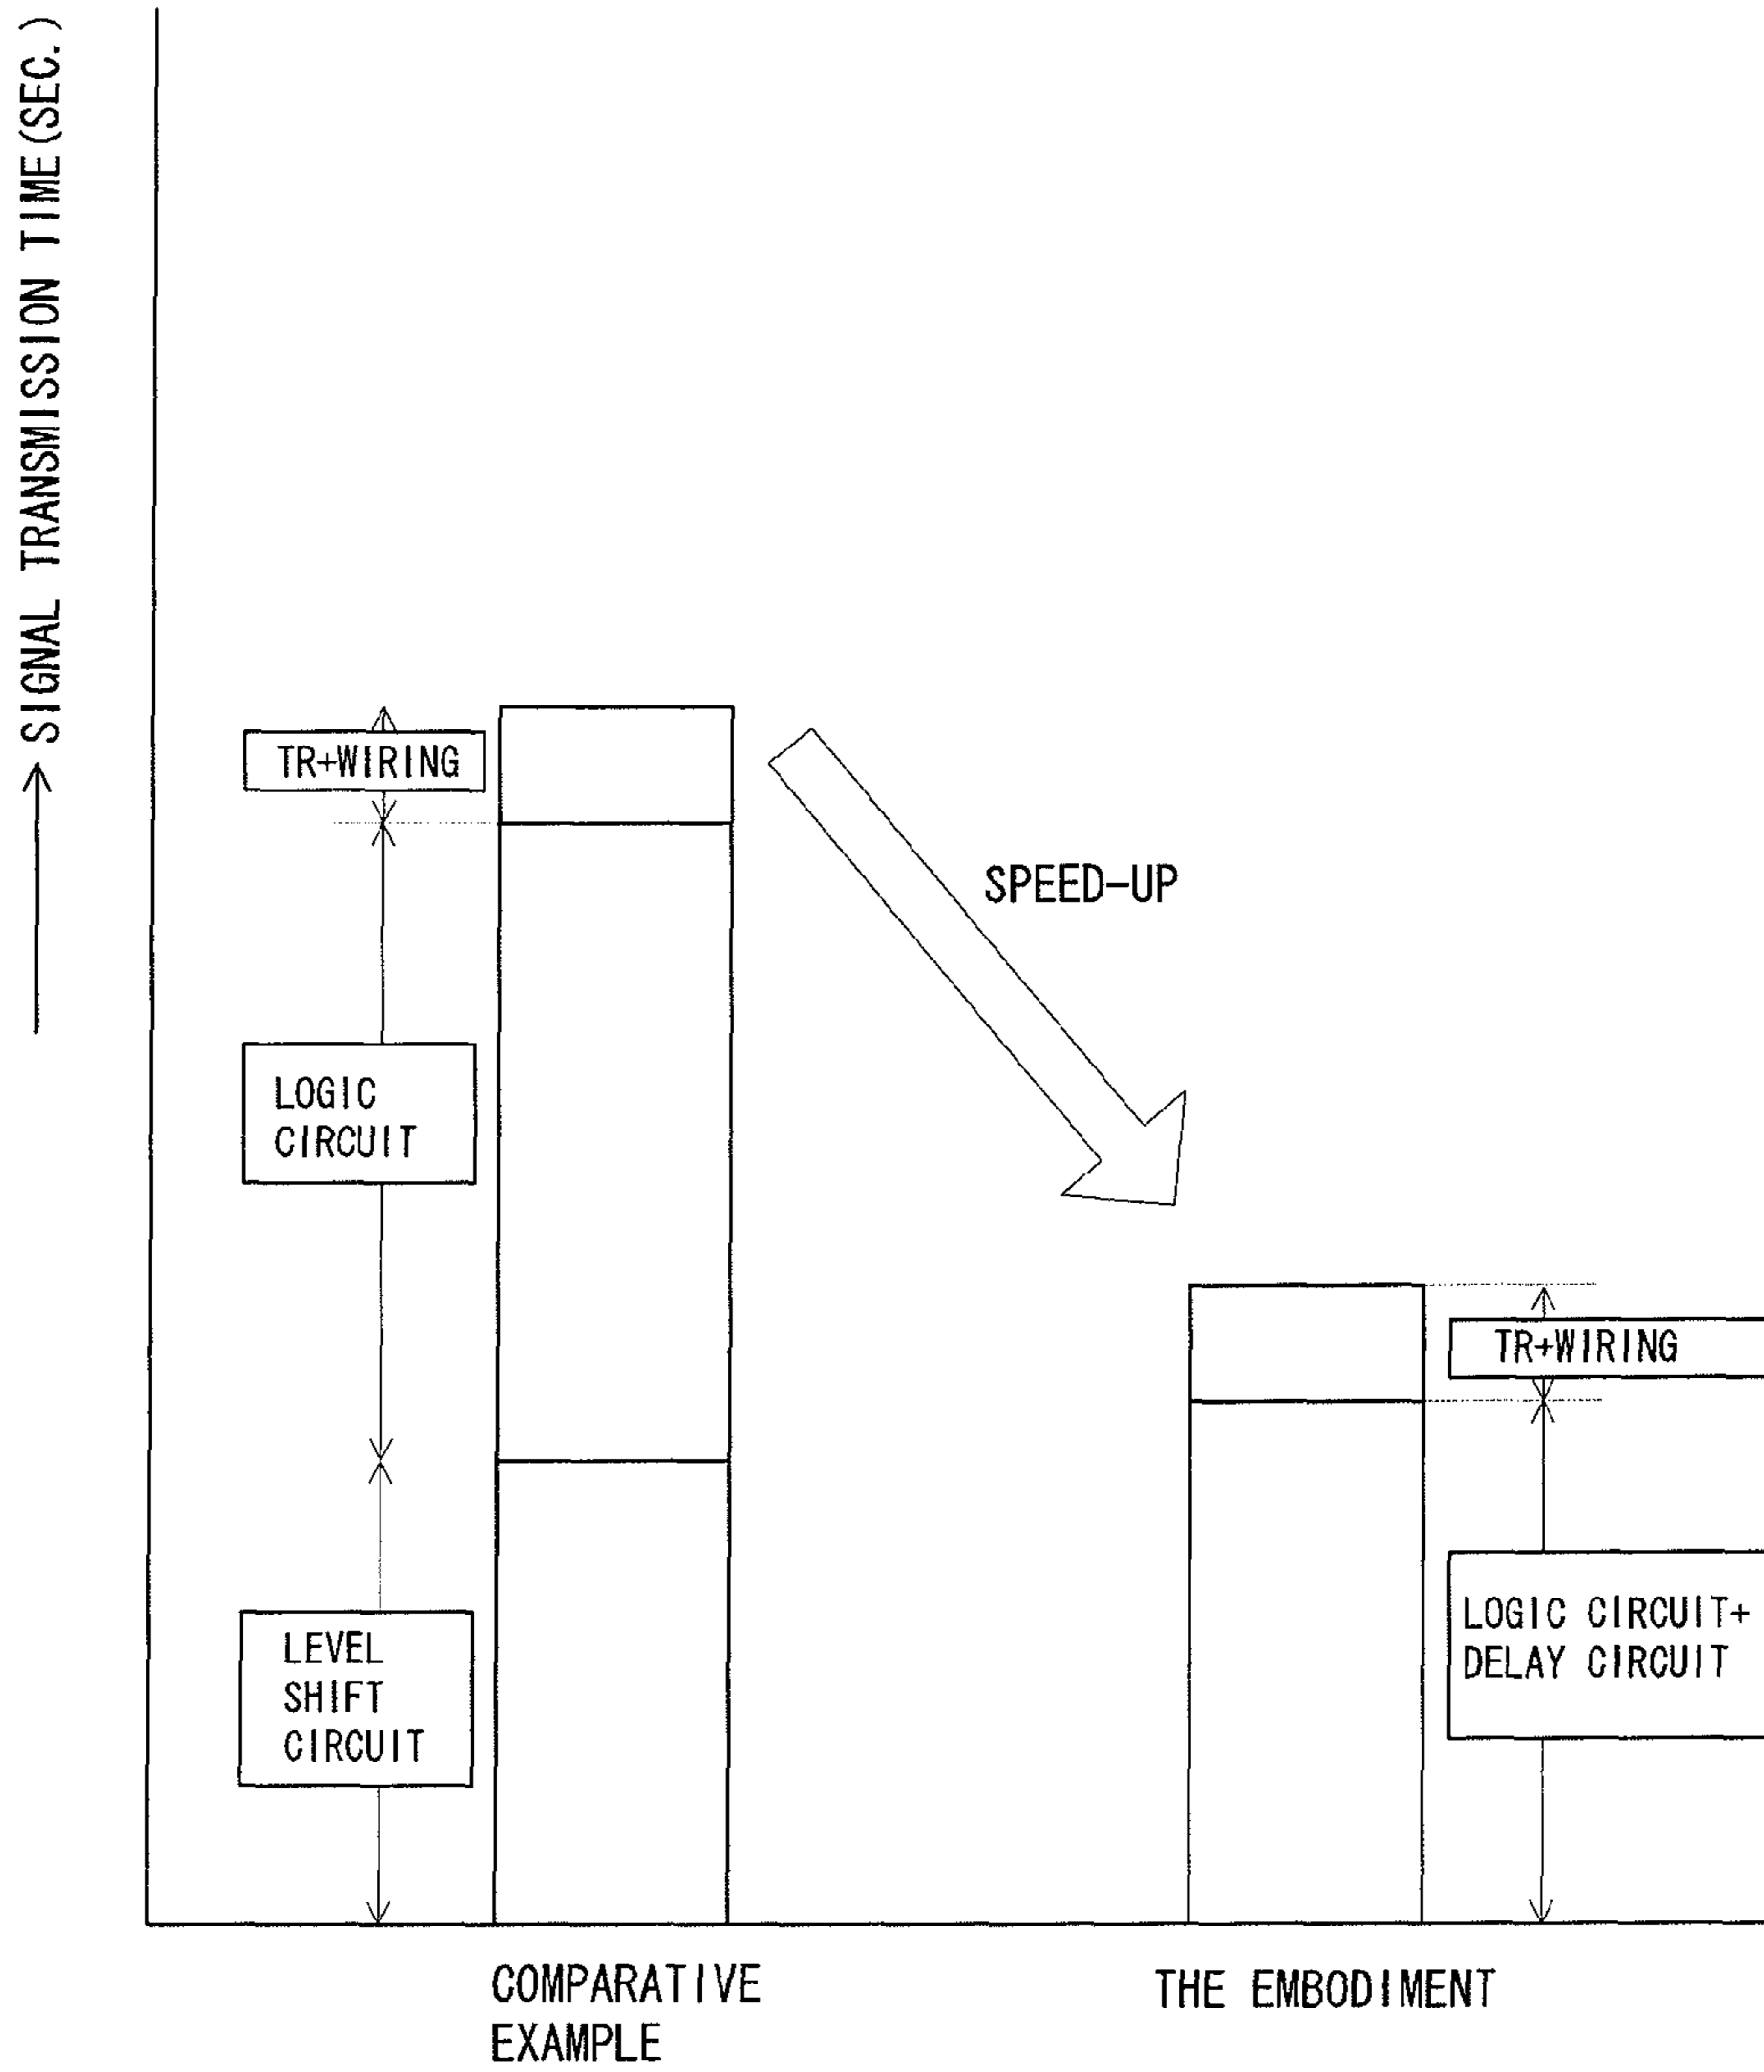 SIGNAL TRANSMISSION TIME(SEC.)
TR+WIRING
SPEED-UP
LOGIC
CIRCUIT
TR+WIRING
LEVEL
SHIFT
CIRCUIT
LOGIC CIRCUIT+
DELAY CIRCUIT
COMPARATIVE
EXAMPLE
THE EMBODIMENT